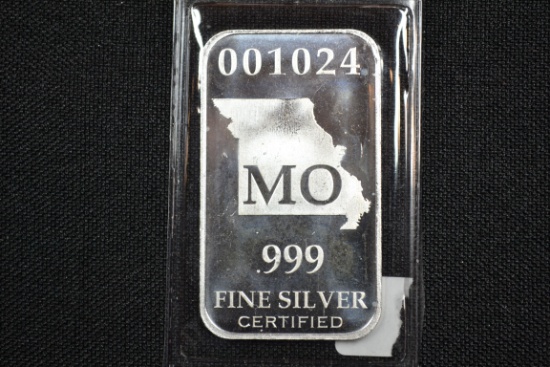 001024
MO
.999
FINE SILVER
CERTIFIED